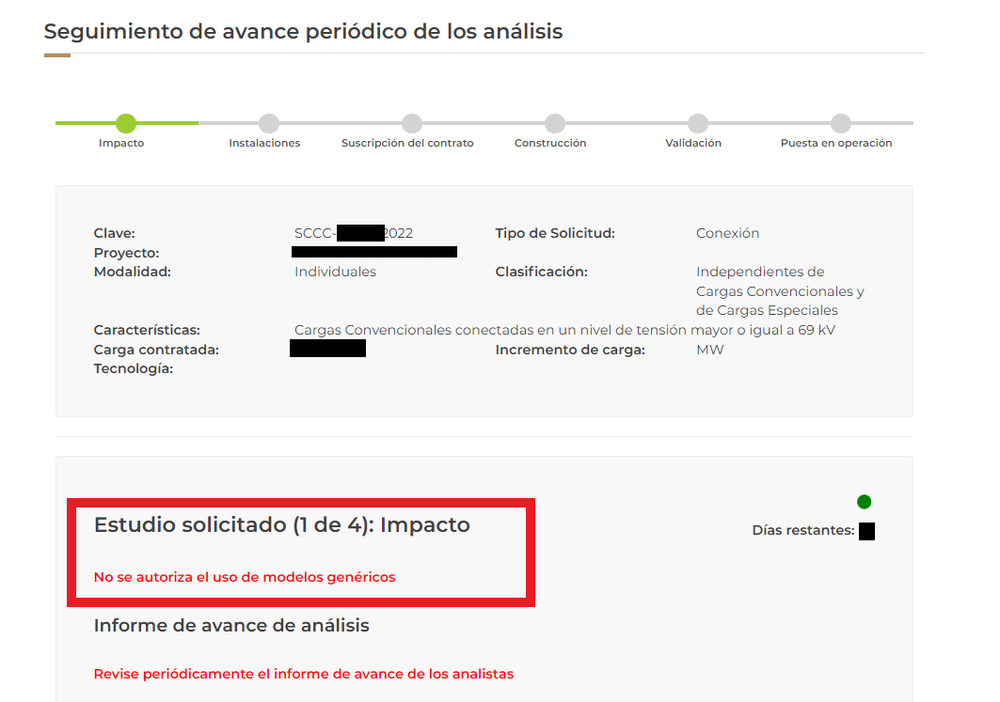 Seguimiento de avance periódico de los análisis
Impacto Instalaciones Suscripción del contrato Construcción Validación Puesta en operación
Clave: SCCC- 2022 Tipo de Solicitud: Conexión
Proyecto:
Modalidad: Individuales Clasificación: Independientes de
Cargas Convencionales y
de Cargas Especiales
Características: Cargas Convencionales conectadas en un nivel de tensión mayor o igual a 69 kV
Carga contratada: Incremento de carga: MW
Tecnología:
Estudio solicitado (1 de 4): Impacto
Días restantes:
No se autoriza el uso de modelos genéricos
Informe de avance de análisis
Revise periódicamente el informe de avance de los analistas